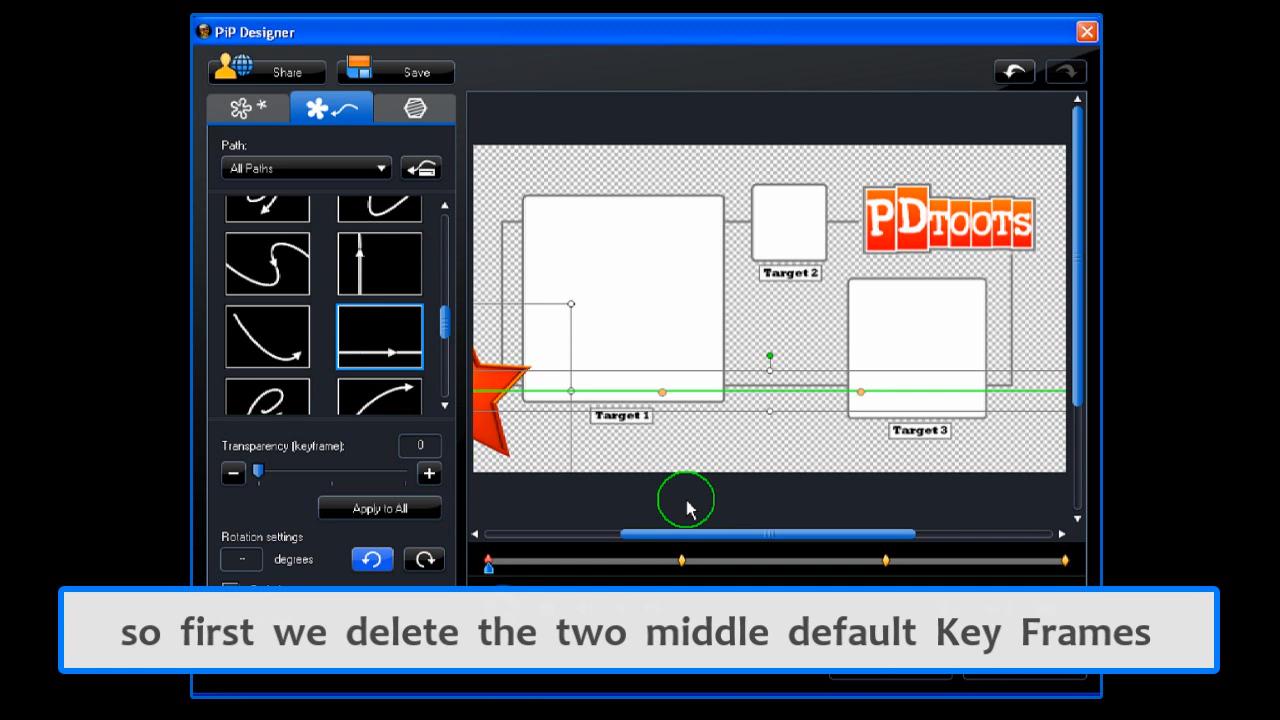 PiP Designer
Share
Save
Path:
All Paths
PDTOOTS
Target 2
Target 1
Target 3
Transparency (keyframe):
0
Apply to All
Rotation settings
--
degrees
so first we delete the two middle default Key Frames